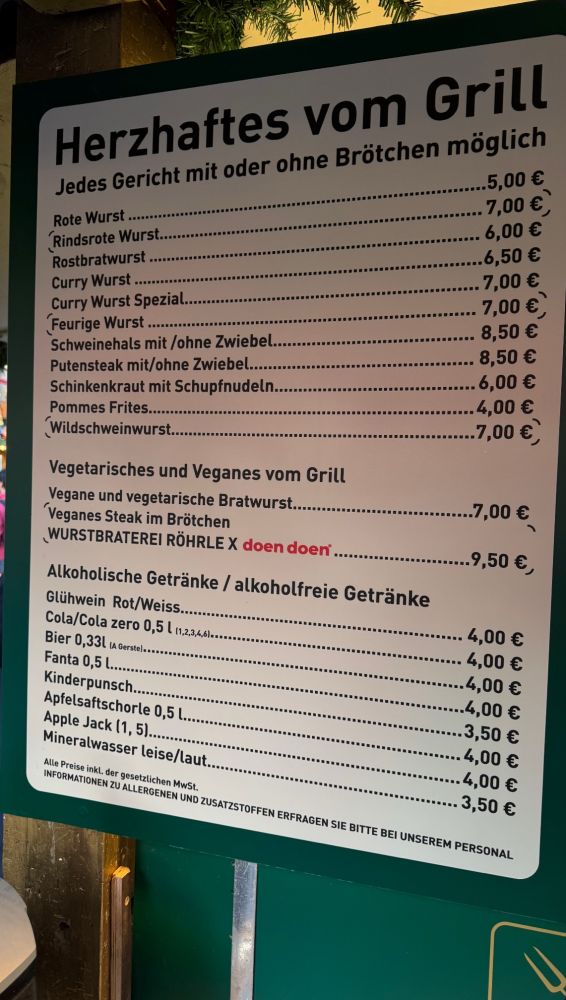 Herzhaftes vom Grill
Jedes Gericht mit oder ohne Brötchen möglich
Rote Wurst ........ 5,00 €
Rindsrote Wurst ........ 7,00 €
Rostbratwurst ........ 6,00 €
Curry Wurst ........ 6,50 €
Curry Wurst Spezial ........ 7,00 €
Feurige Wurst ........ 7,00 €
Schweinehals mit /ohne Zwiebel ........ 8,50 €
Putensteak mit/ohne Zwiebel ........ 8,50 €
Schinkenkraut mit Schupfnudeln ........ 6,00 €
Pommes Frites ........ 4,00 €
Wildschweinwurst ........ 7,00 €
Vegetarisches und Veganes vom Grill
Vegane und vegetarische Bratwurst ........ 7,00 €
Veganes Steak im Brötchen
WURSTBRATEREI RÖHRLE X doen doen® ........ 9,50 €
Alkoholische Getränke / alkoholfreie Getränke
Glühwein Rot/Weiss ........ 4,00 €
Cola/Cola zero 0,5 l (1,2,3,4,6) ........ 4,00 €
Bier 0,33l (A Gerste) ........ 4,00 €
Fanta 0,5 l ........ 4,00 €
Kinderpunsch ........ 3,50 €
Apfelsaftschorle 0,5 l ........ 4,00 €
Apple Jack (1, 5) ........ 4,00 €
Mineralwasser leise/laut ........ 3,50 €
Alle Preise inkl. der gesetzlichen MwSt.
INFORMATIONEN ZU ALLERGENEN UND ZUSATZSTOFFEN ERFRAGEN SIE BITTE BEI UNSEREM PERSONAL